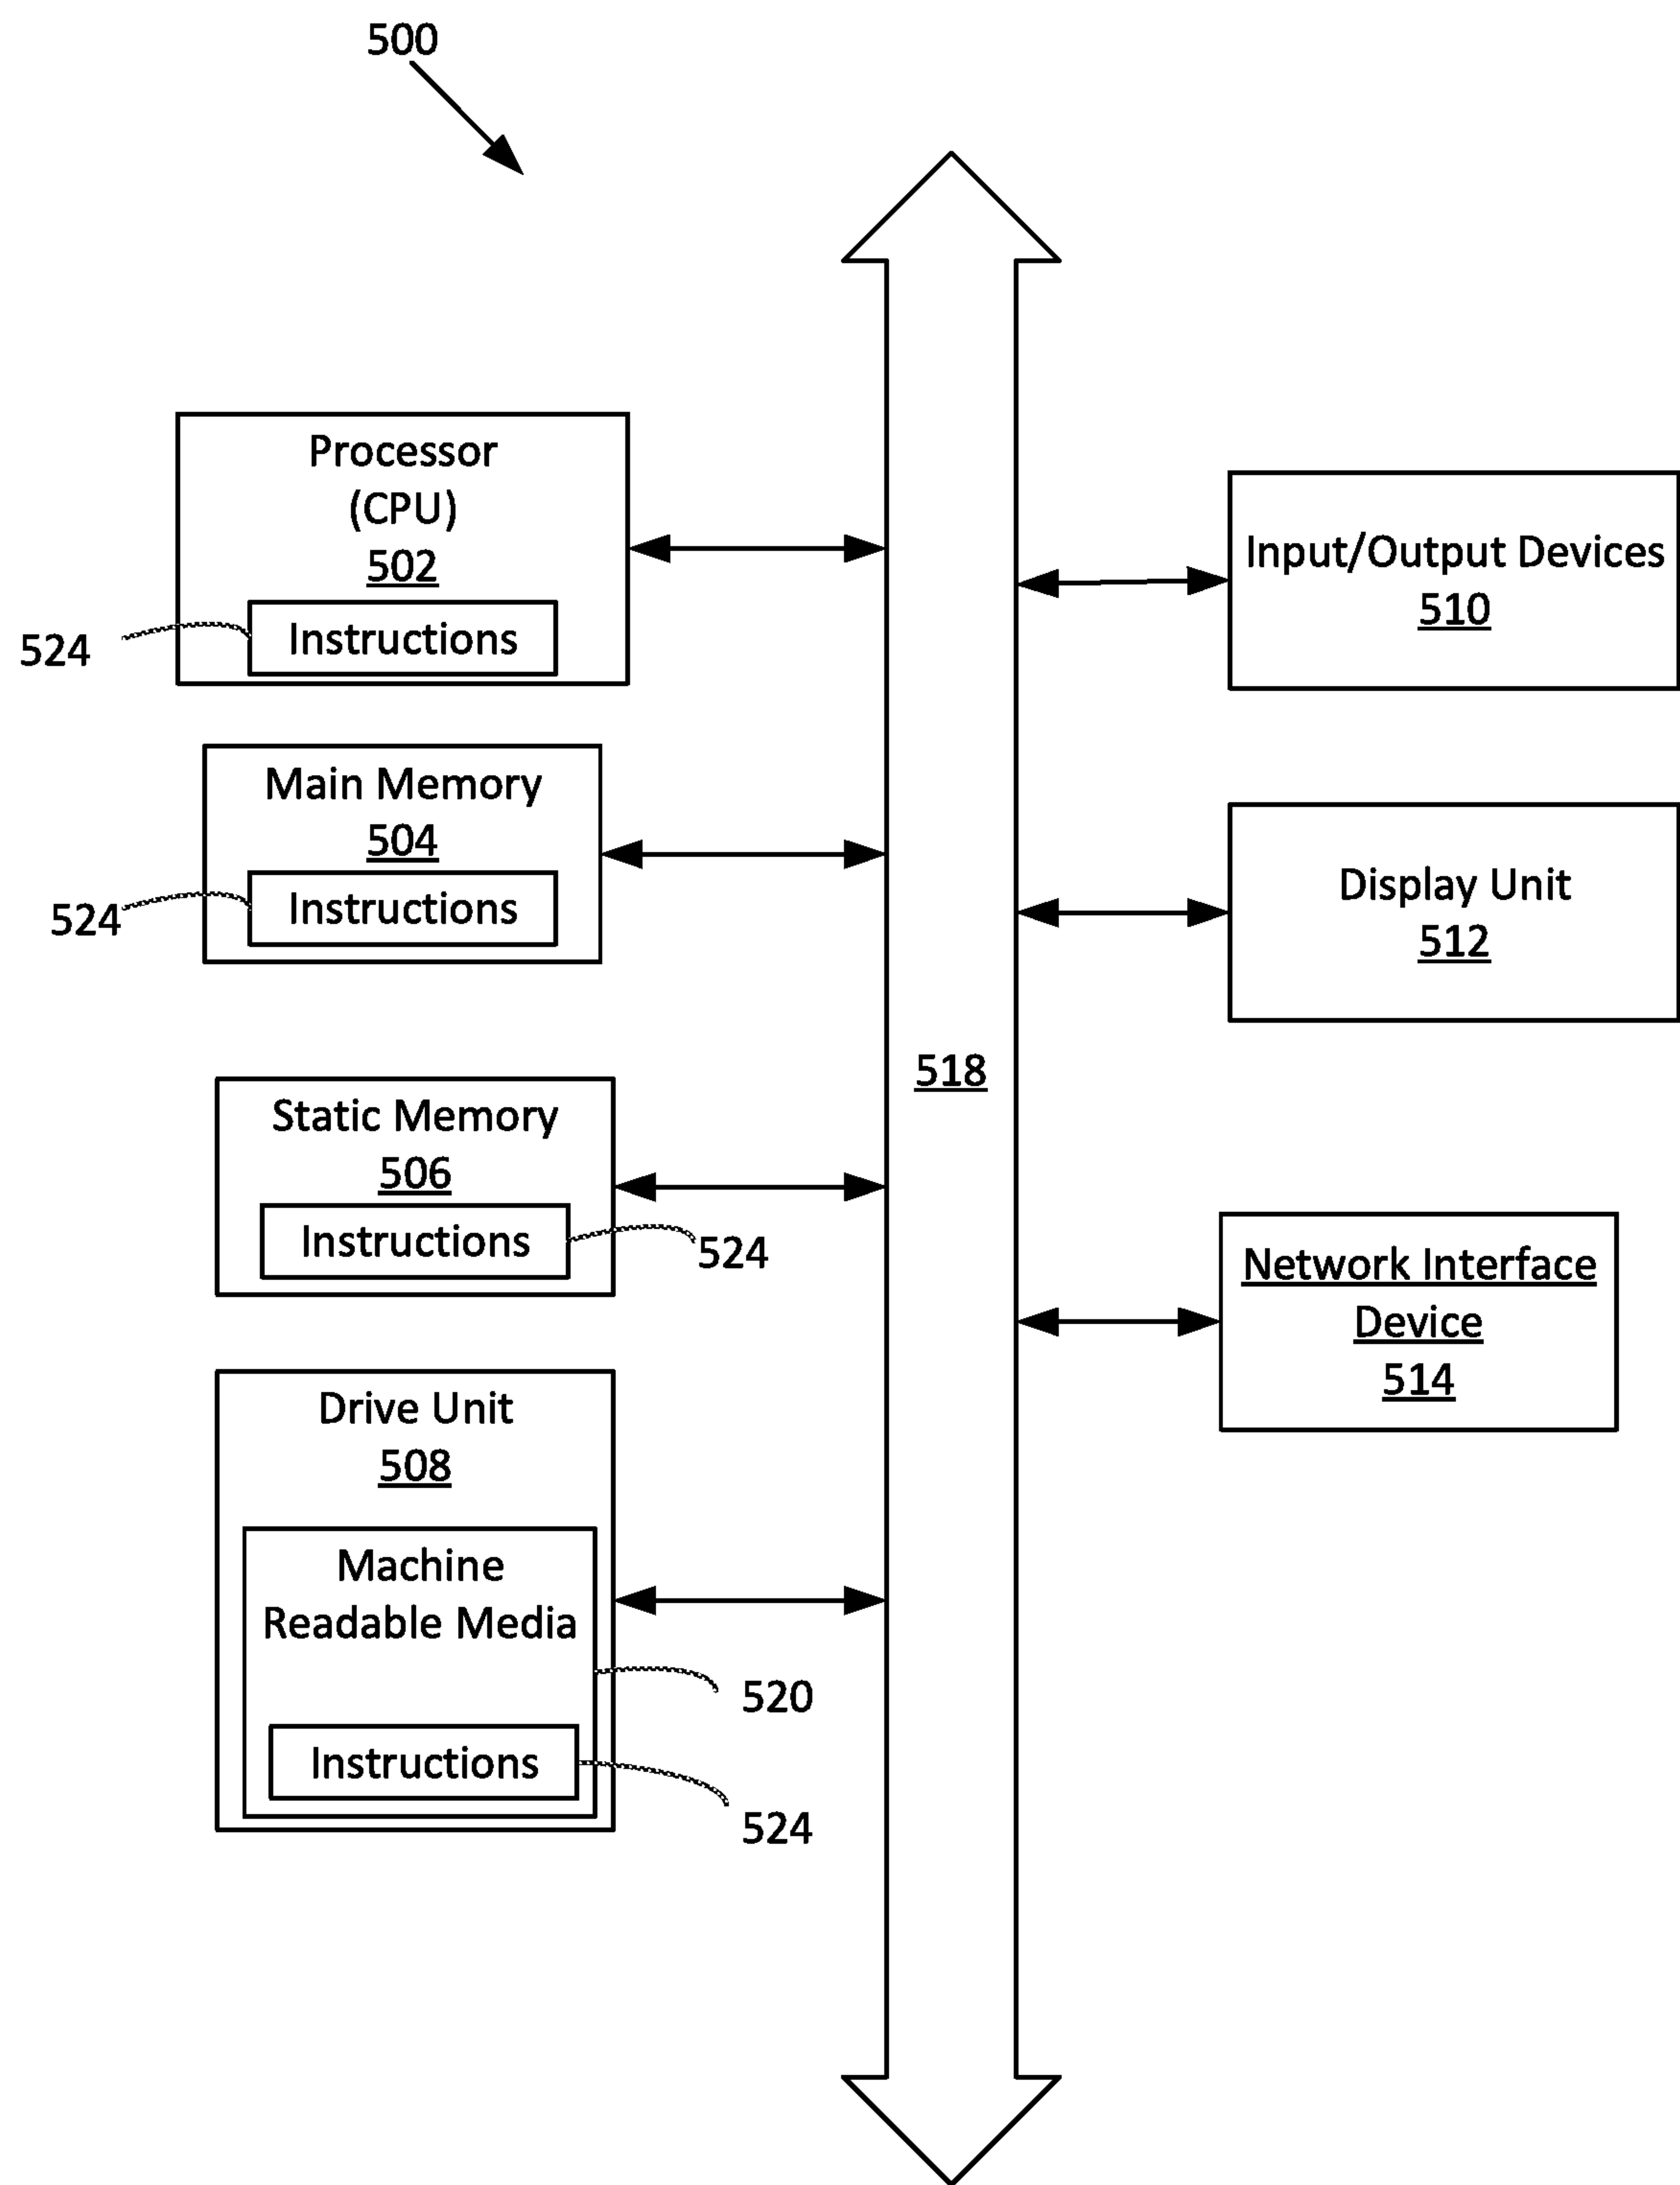 500
Processor
(CPU)
502
Instructions
524
Main Memory
504
Instructions
524
Static Memory
506
Instructions
524
Drive Unit
508
Machine
Readable Media
520
Instructions
524
518
Input/Output Devices
510
Display Unit
512
Network Interface
Device
514